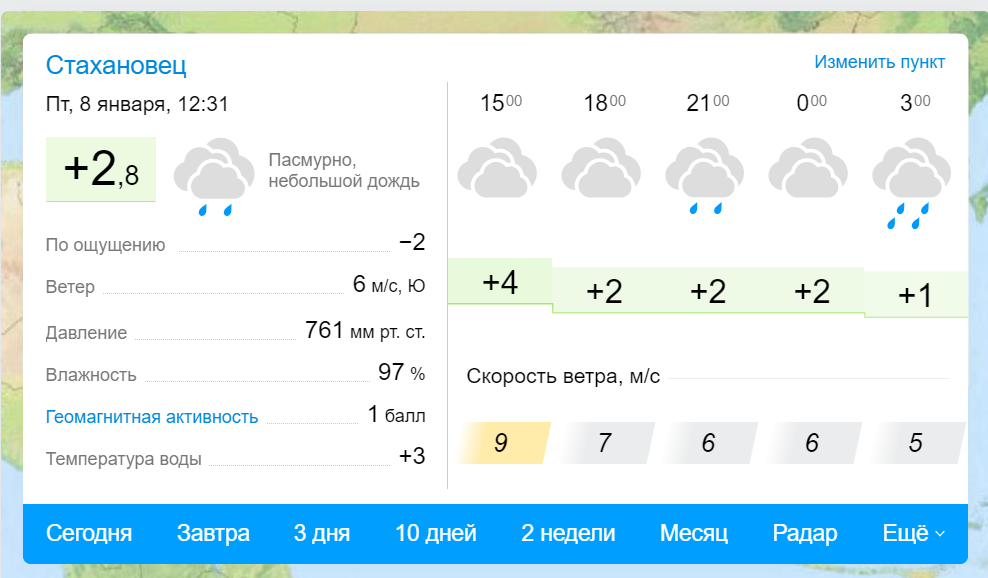 Стахановец
Изменить пункт
Пт, 8 января, 12:31
+2,8
Пасмурно,
небольшой дождь
По ощущению −2
Ветер 6 м/с, Ю
Давление 761 мм рт. ст.
Влажность 97 %
Геомагнитная активность 1 балл
Температура воды +3
15 00 18 00 21 00 0 00 3 00
+4 +2 +2 +2 +1
Скорость ветра, м/с
9 7 6 6 5
Сегодня Завтра 3 дня 10 дней 2 недели Месяц Радар Ещё